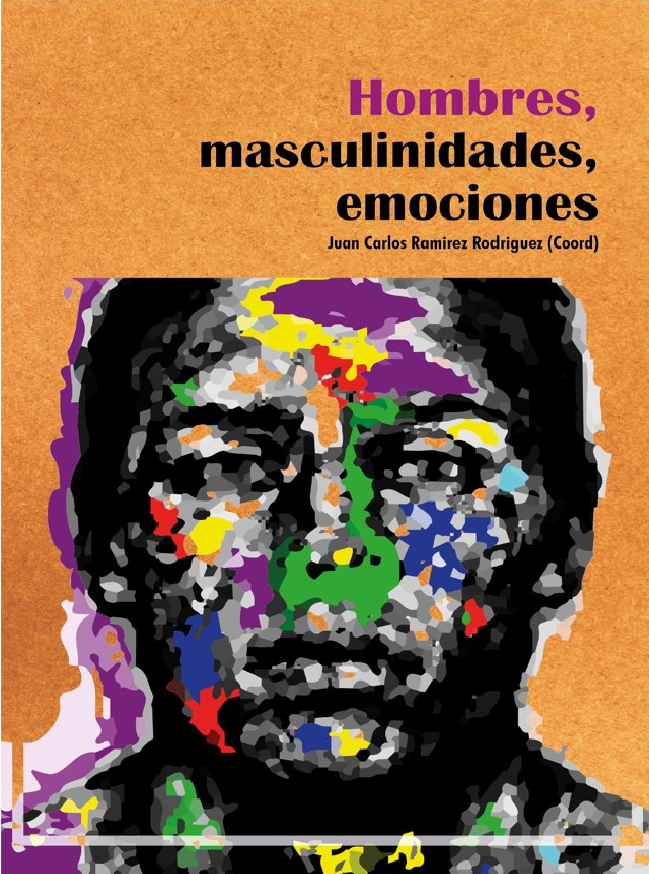 Hombres,
masculinidades,
emociones
Juan Carlos Ramirez Rodriguez (Coord)